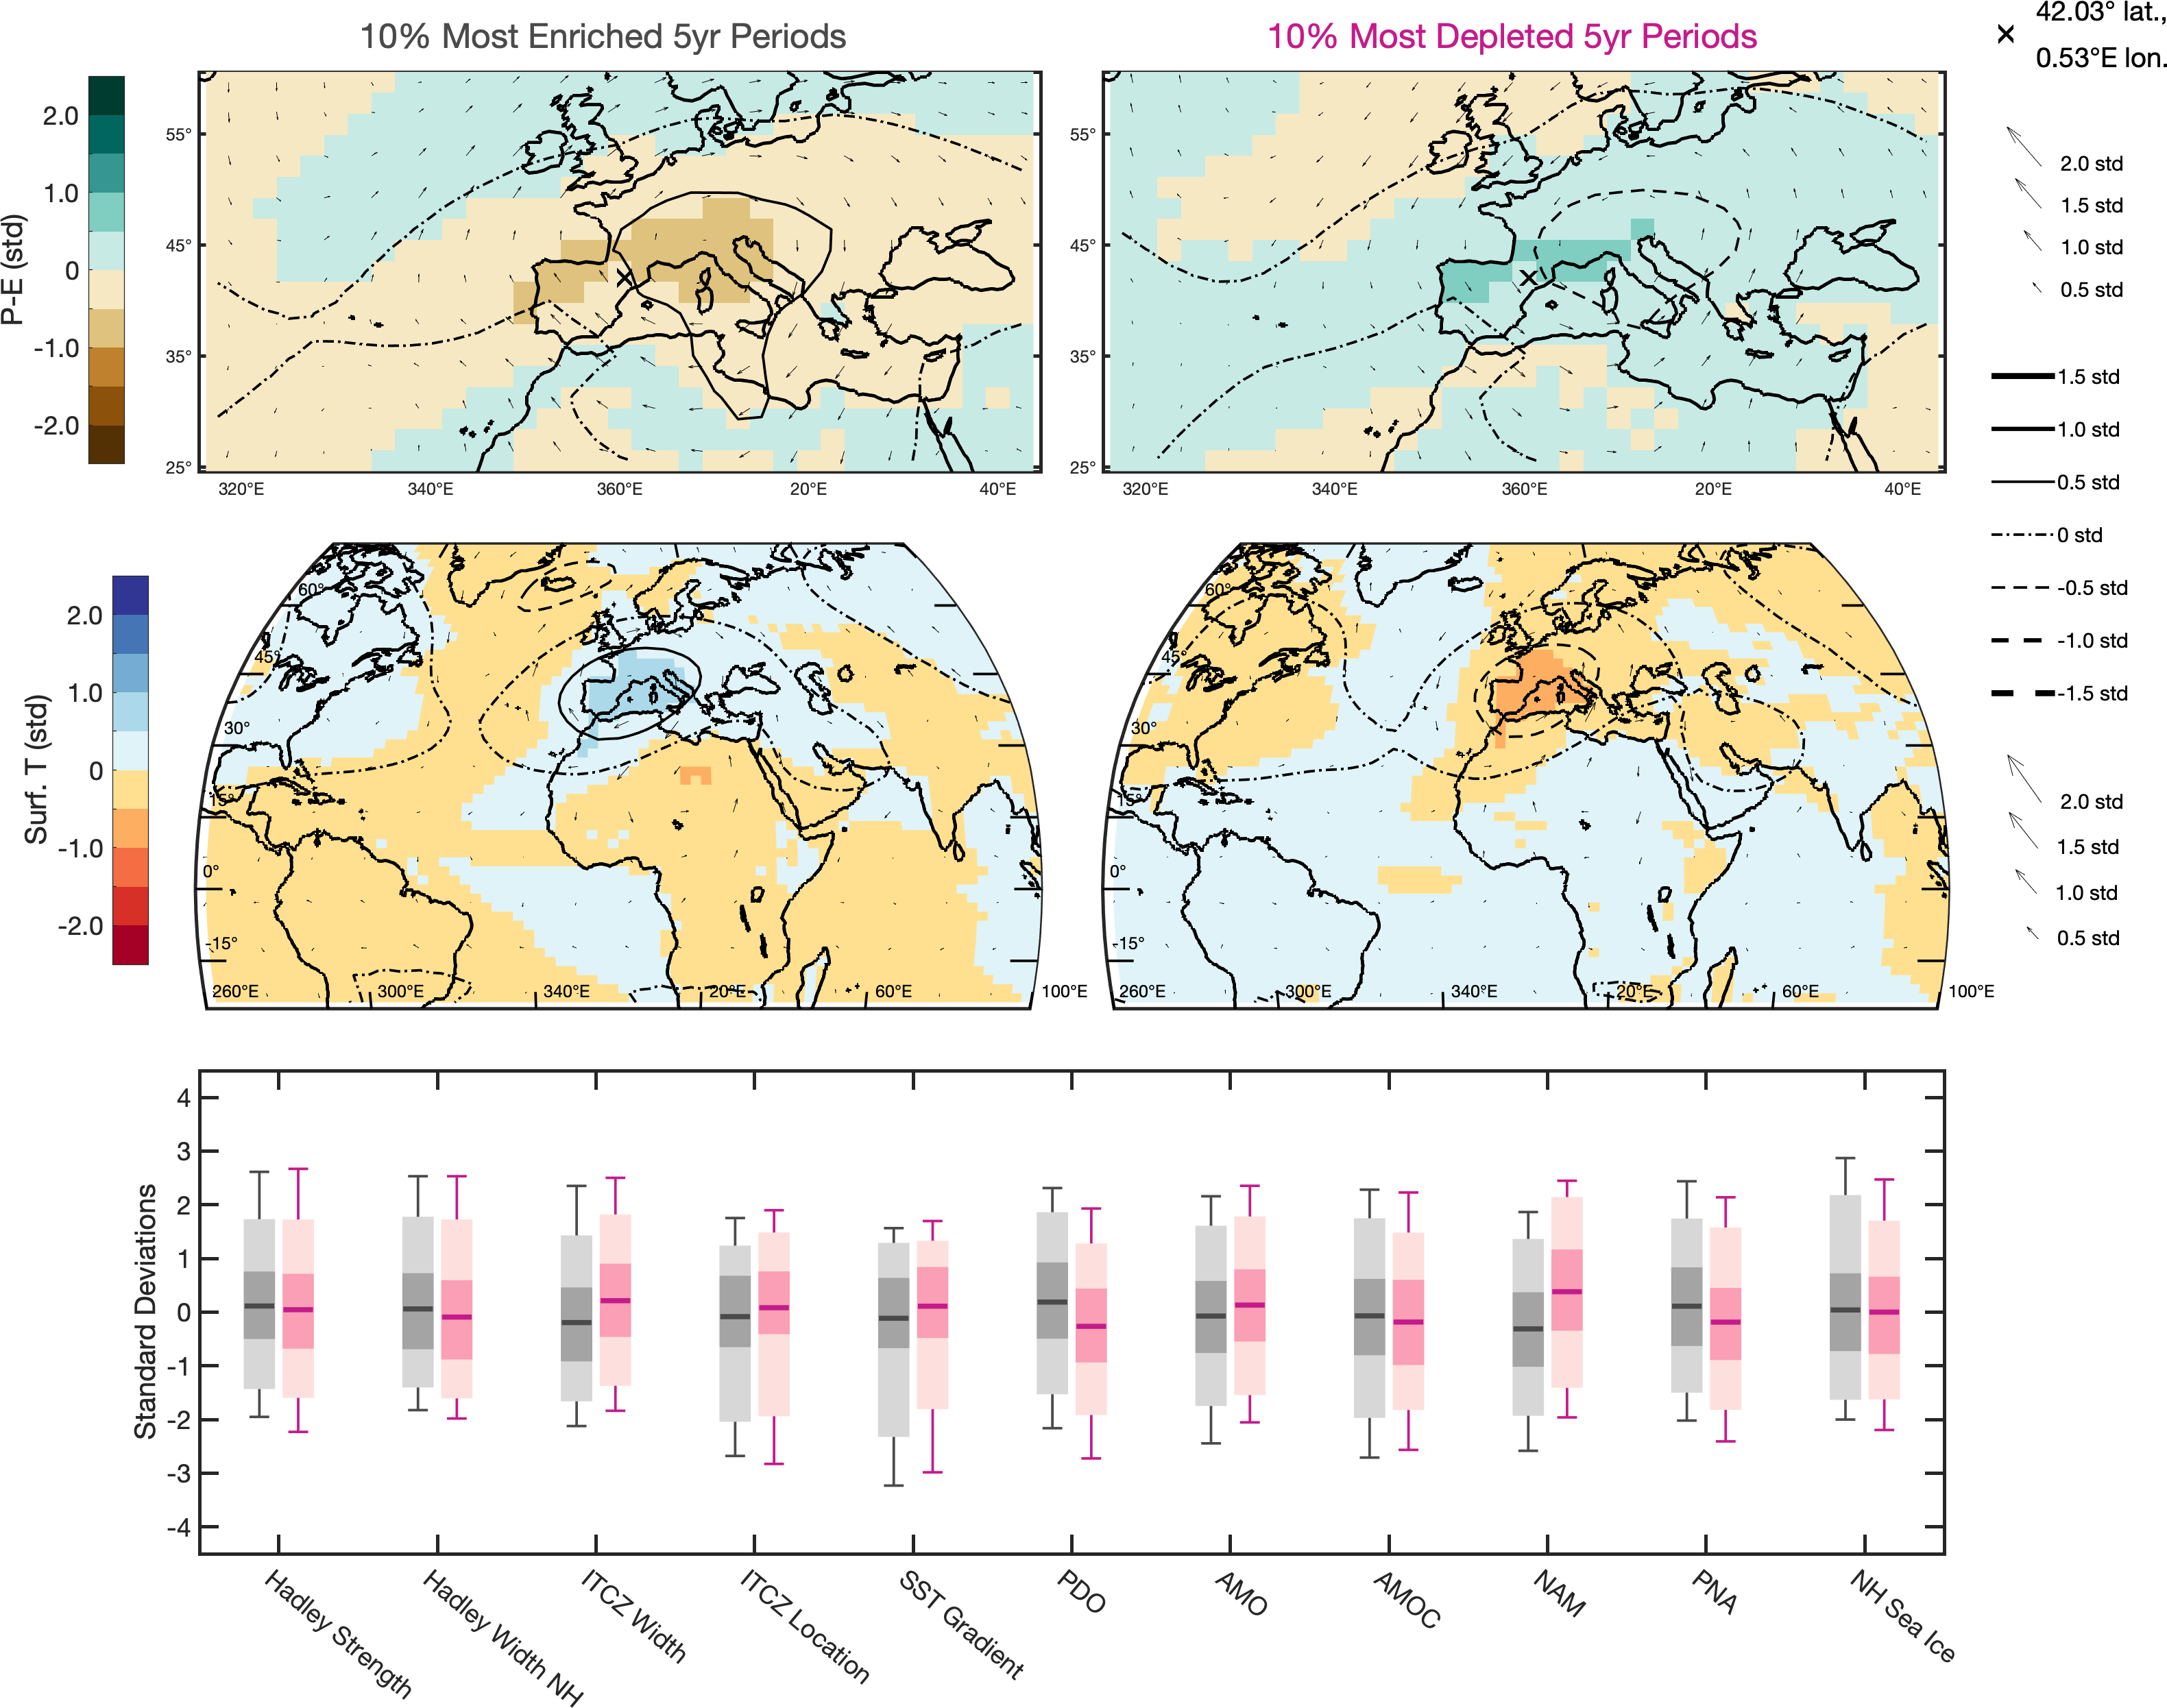 10% Most Enriched 5yr Periods
10% Most Depleted 5yr Periods
42.03° lat.,
0.53°E lon.
P-E (std)
2.0
1.0
0
-1.0
-2.0
55°
45°
35°
25°
320°E
340°E
360°E
20°E
40°E
55°
45°
35°
25°
320°E
340°E
360°E
20°E
40°E
2.0 std
1.5 std
1.0 std
0.5 std
1.5 std
1.0 std
0.5 std
0 std
-0.5 std
-1.0 std
-1.5 std
2.0 std
1.5 std
1.0 std
0.5 std
Surf. T (std)
2.0
1.0
0
-1.0
-2.0
60°
45°
30°
15°
0°
-15°
260°E
300°E
340°E
20°E
60°E
100°E
60°
45°
30°
15°
0°
-15°
260°E
300°E
340°E
20°E
60°E
100°E
Standard Deviations
4
3
2
1
0
-1
-2
-3
-4
Hadley Strength
Hadley Width NH
ITCZ Width
ITCZ Location
SST Gradient
PDO
AMO
AMOC
NAM
PNA
NH Sea Ice